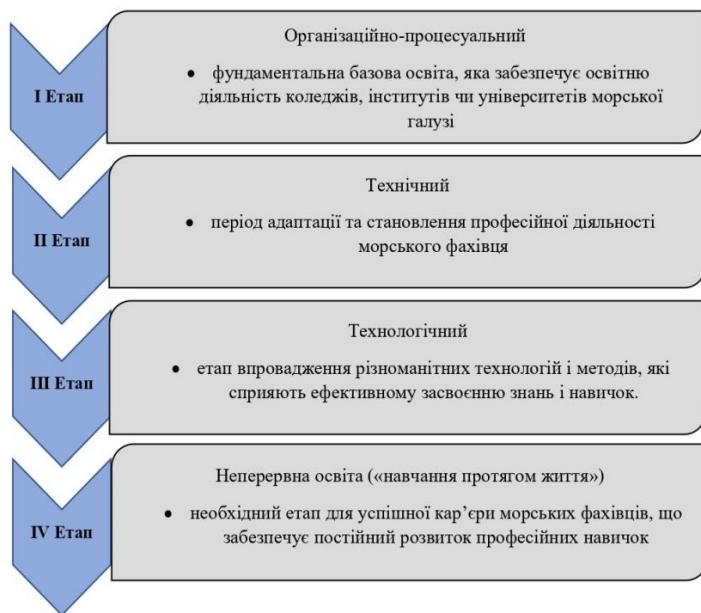 I Етап
Організаційно-процесуальний
• фундаментальна базова освіта, яка забезпечує освітню
діяльність коледжів, інститутів чи університетів морської
галузі
II Етап
Технічний
• період адаптації та становлення професійної діяльності
морського фахівця
III Етап
Технологічний
• етап впровадження різноманітних технологій і методів, які
сприяють ефективному засвоєнню знань і навичок.
IV Етап
Неперервна освіта («навчання протягом життя»)
• необхідний етап для успішної кар’єри морських фахівців, що
забезпечує постійний розвиток професійних навичок